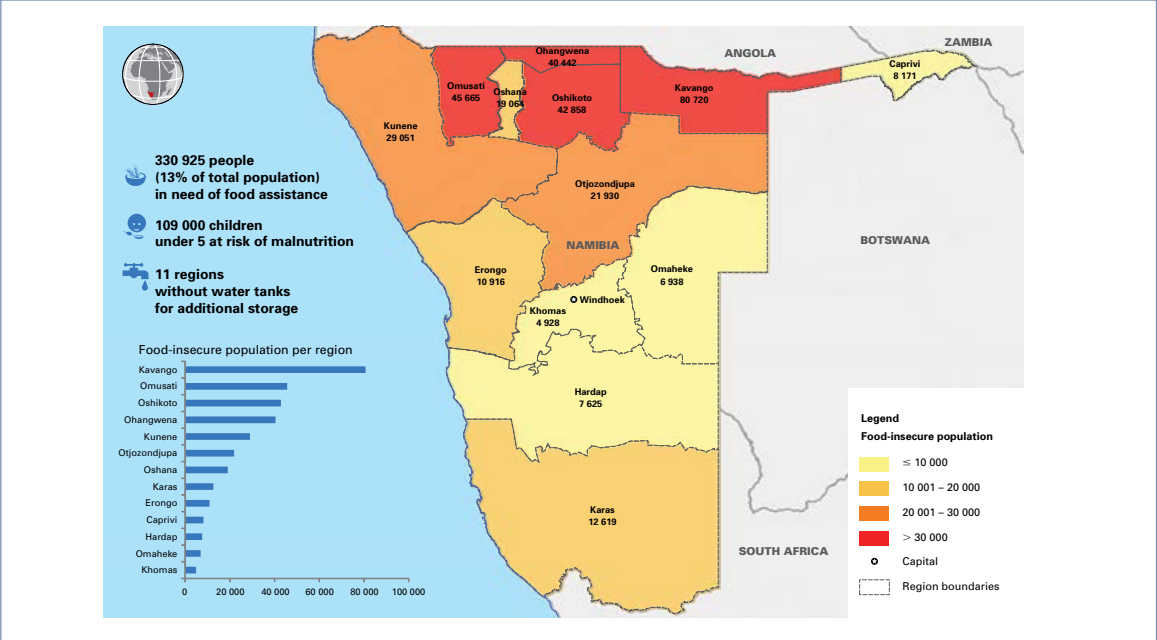 ANGOLA
ZAMBIA
Ohangwena
40 442
Caprivi
8 171
Omusati
45 665
Oshana
19 064
Oshikoto
42 858
Kavango
80 720
Kunene
29 051
330 925 people
(13% of total population)
in need of food assistance
109 000 children
under 5 at risk of malnutrition
11 regions
without water tanks
for additional storage
Otjozondjupa
21 930
NAMIBIA
BOTSWANA
Erongo
10 916
Omaheke
6 938
Windhoek
Khomas
4 928
Hardap
7 625
Karas
12 619
SOUTH AFRICA
Food-insecure population per region
Kavango
Omusati
Oshikoto
Ohangwena
Kunene
Otjozondjupa
Oshana
Karas
Erongo
Caprivi
Hardap
Omaheke
Khomas
0 20 000 40 000 60 000 80 000 100 000
Legend
Food-insecure population
≤ 10 000
10 001 – 20 000
20 001 – 30 000
> 30 000
Capital
Region boundaries